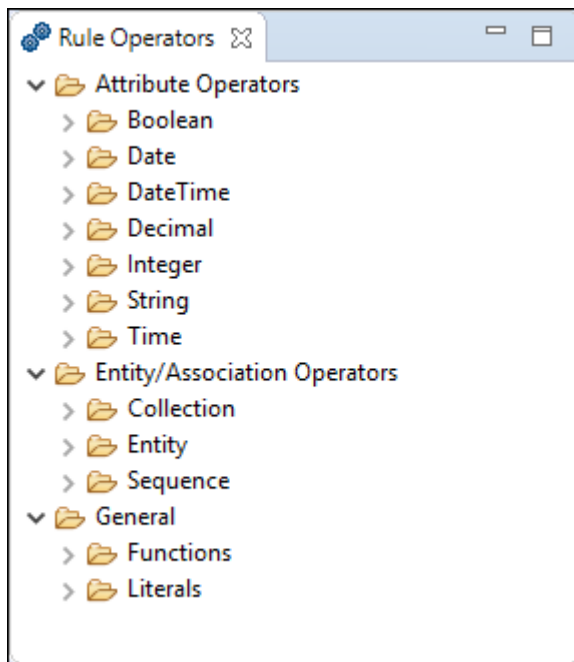 Rule Operators
Attribute Operators
Boolean
Date
DateTime
Decimal
Integer
String
Time
Entity/Association Operators
Collection
Entity
Sequence
General
Functions
Literals